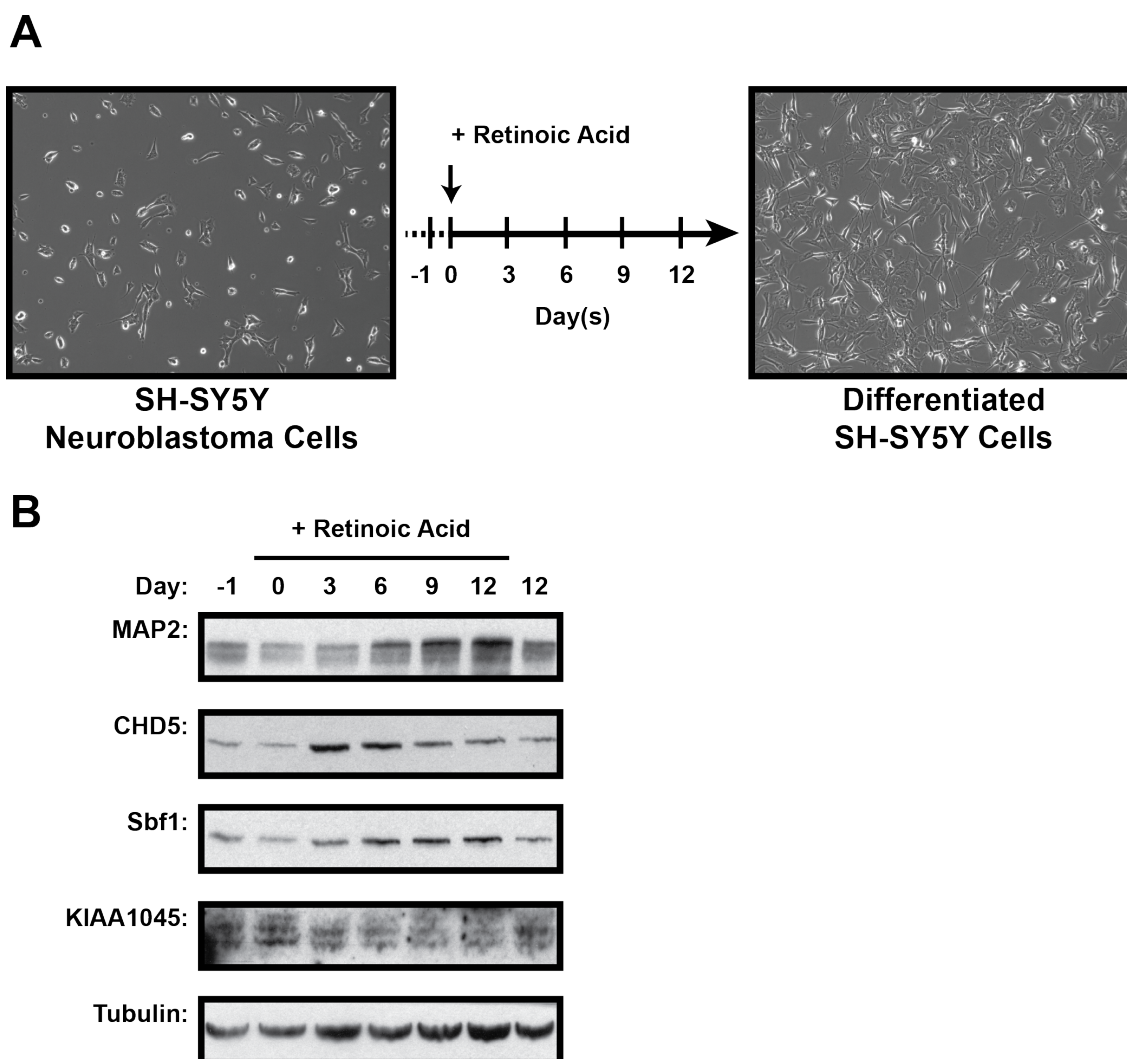 A
+ Retinoic Acid
-1 0 3 6 9 12
Day(s)
SH-SY5Y
Neuroblastoma Cells
Differentiated
SH-SY5Y Cells
B
+ Retinoic Acid
Day: -1 0 3 6 9 12 12
MAP2:
CHD5:
Sbf1:
KIAA1045:
Tubulin: